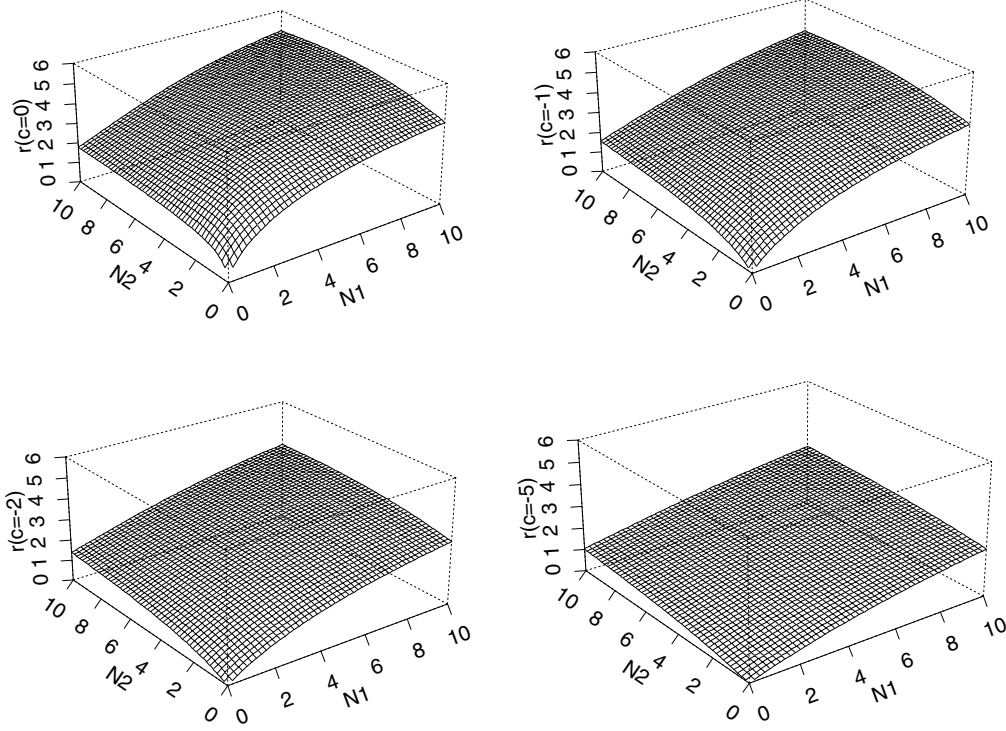 r(c=0)
0 1 2 3 4 5 6
N2
10 8 6 4 2 0
N1
0 2 4 6 8 10
r(c=-1)
0 1 2 3 4 5 6
N2
10 8 6 4 2 0
N1
0 2 4 6 8 10
r(c=-2)
0 1 2 3 4 5 6
N2
10 8 6 4 2 0
N1
0 2 4 6 8 10
r(c=-5)
0 1 2 3 4 5 6
N2
10 8 6 4 2 0
N1
0 2 4 6 8 10